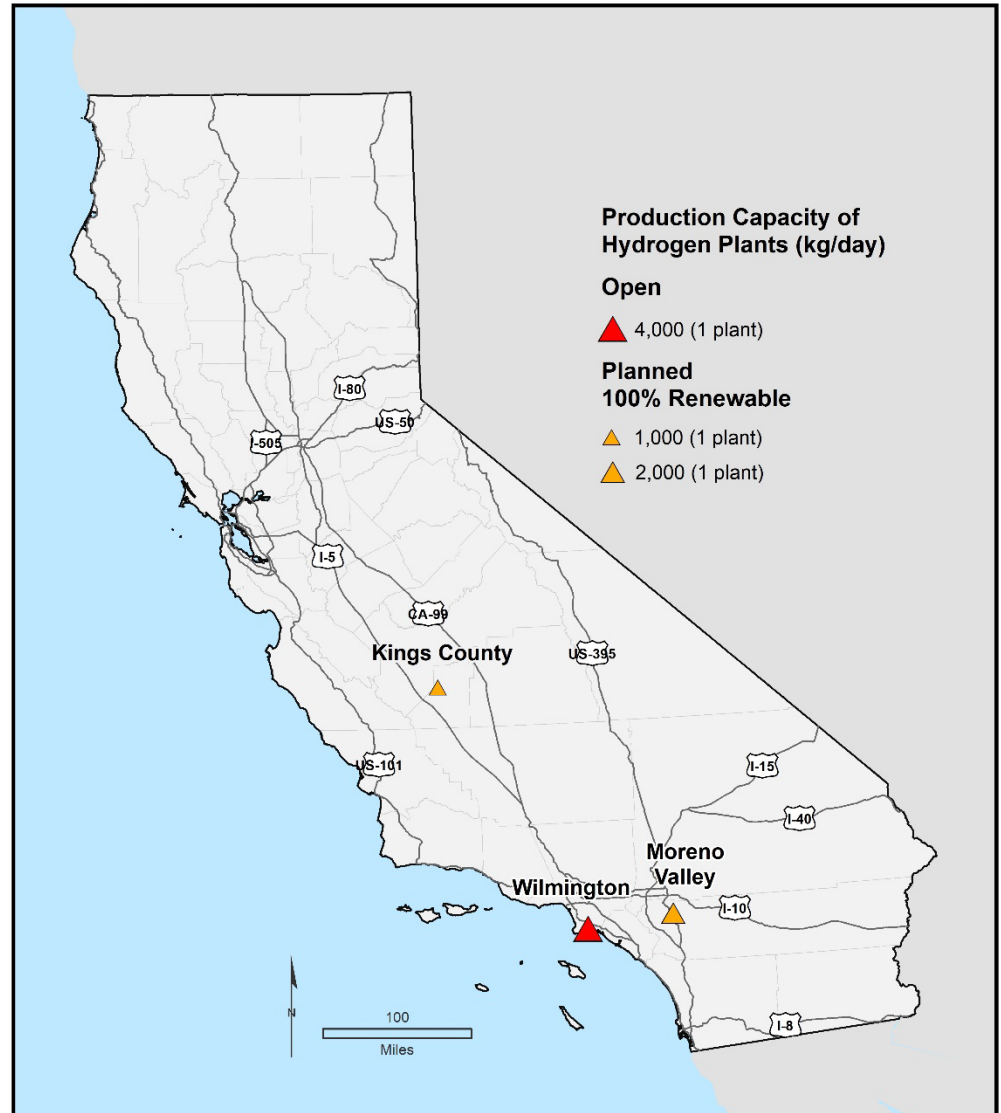 Production Capacity of
Hydrogen Plants (kg/day)
Open
4,000 (1 plant)
Planned
100% Renewable
1,000 (1 plant)
2,000 (1 plant)
I-80
US-50
I-505
I-5
CA-99
Kings County
US-395
US-101
I-15
I-40
Moreno
Valley
Wilmington
I-10
N
100
Miles
I-8